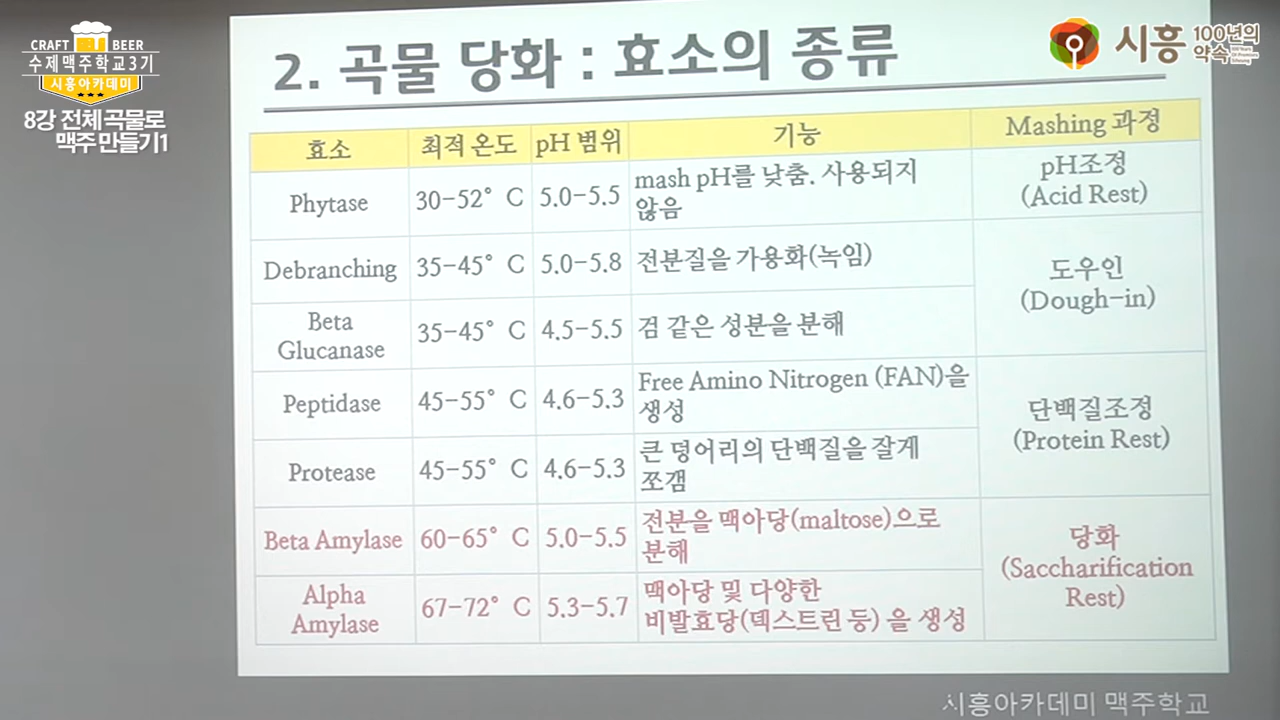 CRAFT BEER
수제맥주학교3기
시흥아카데미
8강 전체곡물로
맥주만들기1
시흥 100년의
약속
2. 곡물 당화 : 효소의 종류
효소 최적 온도 pH 범위 기능 Mashing 과정
Phytase 30-52° C 5.0-5.5 mash pH를 낮춤. 사용되지
않음
pH조정
(Acid Rest)
Debranching 35-45° C 5.0-5.8 전분질을 가용화(녹임)
도우인
(Dough-in)
Beta
Glucanase 35-45° C 4.5-5.5 검 같은 성분을 분해
Peptidase 45-55° C 4.6-5.3 Free Amino Nitrogen (FAN)을
생성
단백질조정
(Protein Rest)
Protease 45-55° C 4.6-5.3 큰 덩어리의 단백질을 잘게
쪼갬
Beta Amylase 60-65° C 5.0-5.5 전분을 맥아당(maltose)으로
분해
당화
(Saccharification
Rest)
Alpha
Amylase 67-72° C 5.3-5.7 맥아당 및 다양한
비발효당(덱스트린 등) 을 생성
시흥아카데미 맥주학교